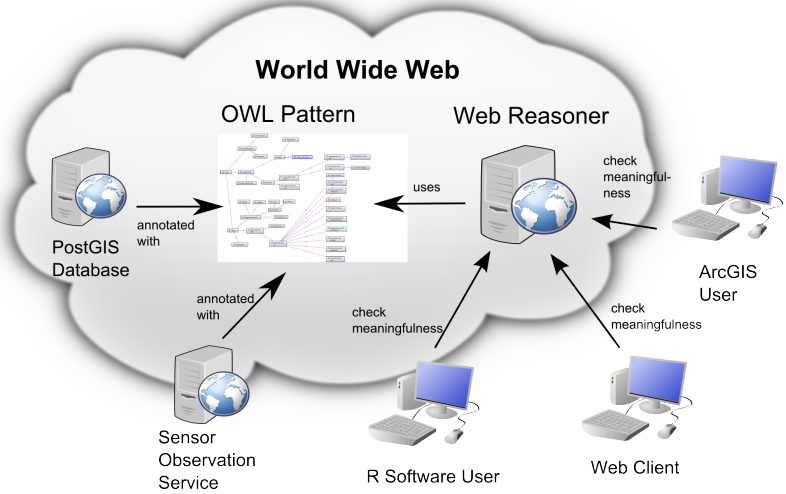 World Wide Web
OWL Pattern
Web Reasoner
check
meaningful-
ness
uses
annotated
with
PostGIS
Database
ArcGIS
User
annotated
with
check
meaningfulness
check
meaningfulness
Sensor
Observation
Service
R Software User
Web Client